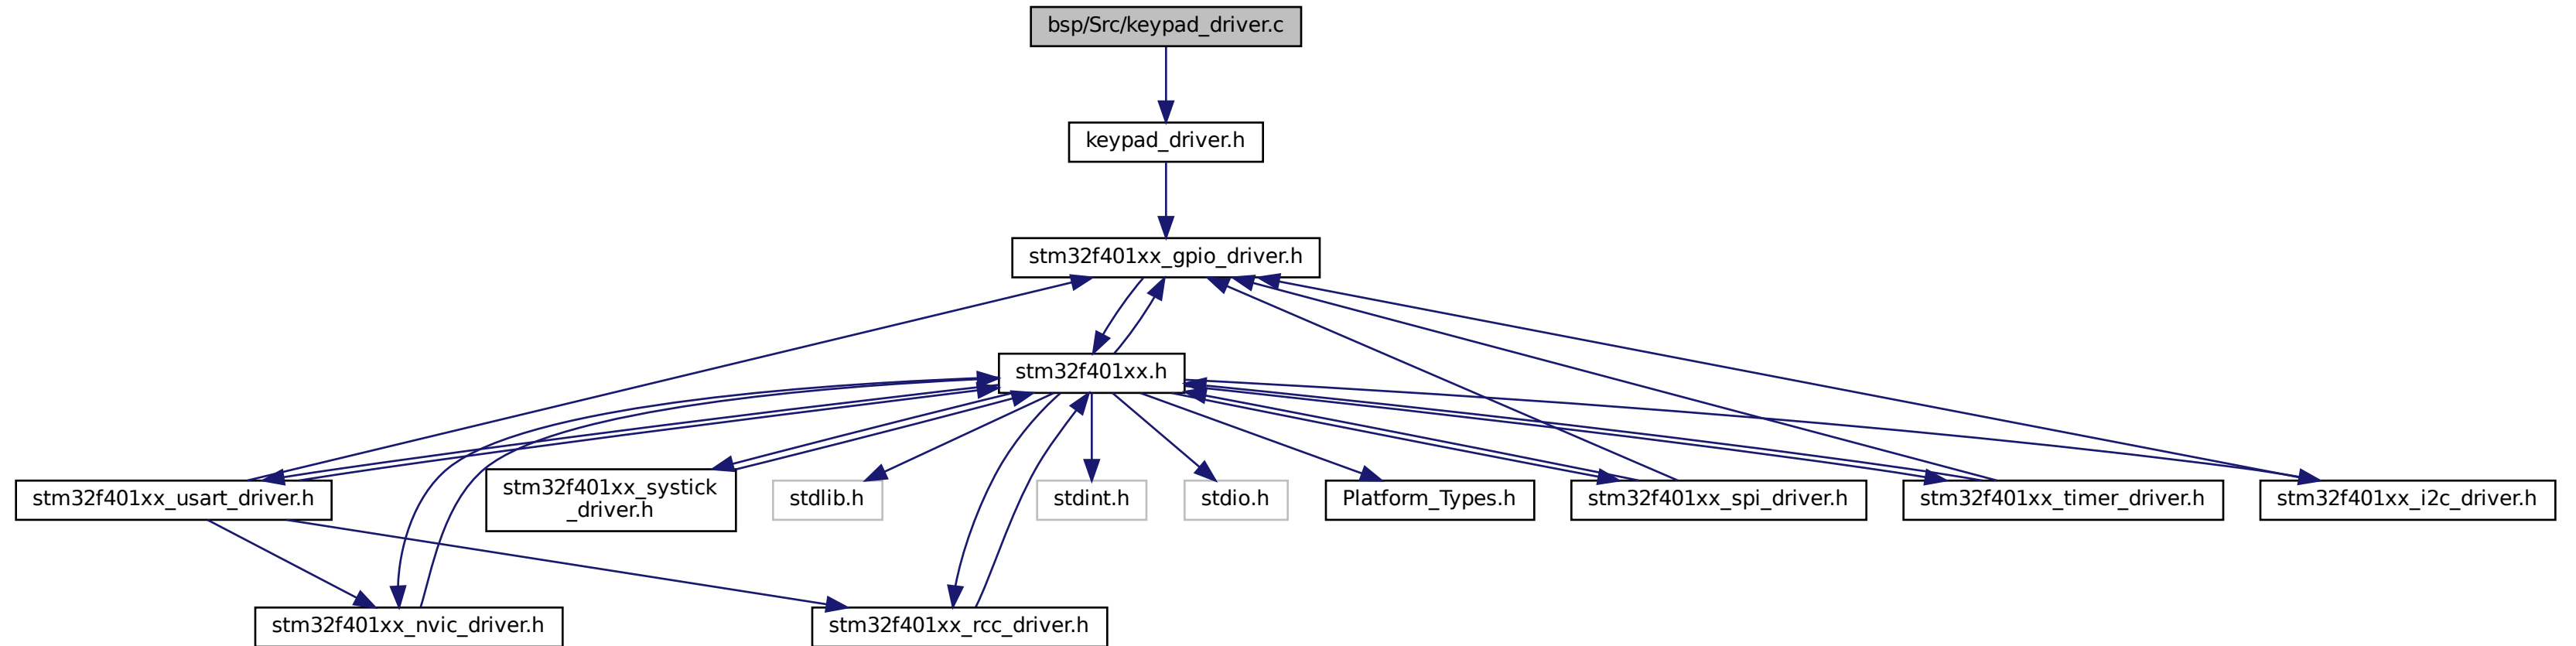 bsp/Src/keypad_driver.c
keypad_driver.h
stm32f401xx_gpio_driver.h
stm32f401xx.h
stm32f401xx_usart_driver.h
stm32f401xx_systick
_driver.h
stdlib.h
stdint.h
stdio.h
Platform_Types.h
stm32f401xx_spi_driver.h
stm32f401xx_timer_driver.h
stm32f401xx_i2c_driver.h
stm32f401xx_nvic_driver.h
stm32f401xx_rcc_driver.h